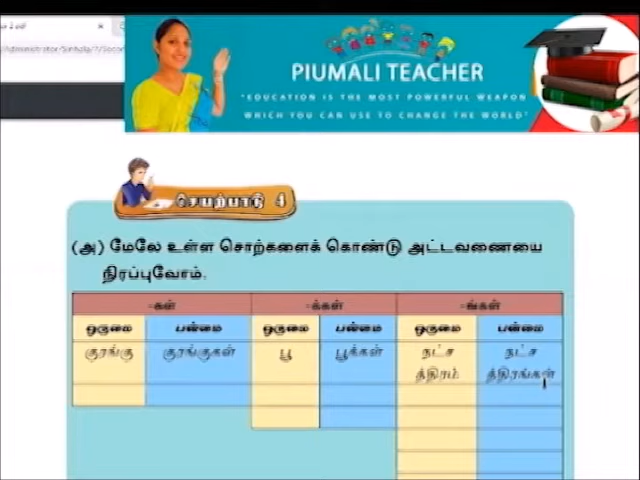 PIUMALI TEACHER
"EDUCATION IS THE MOST POWERFUL WEAPON
WHICH YOU CAN USE TO CHANGE THE WORLD"
செயற்பாடு 4
(அ) மேலே உள்ள சொற்களைக் கொண்டு அட்டவணையை
நிரப்புவோம்.
-கள் -க்கள் -ங்கள்
ஒருமை பன்மை ஒருமை பன்மை ஒருமை பன்மை
குரங்கு குரங்குகள் பூ பூக்கள் நட்ச நட்ச
த்திரம் த்திரங்கள்